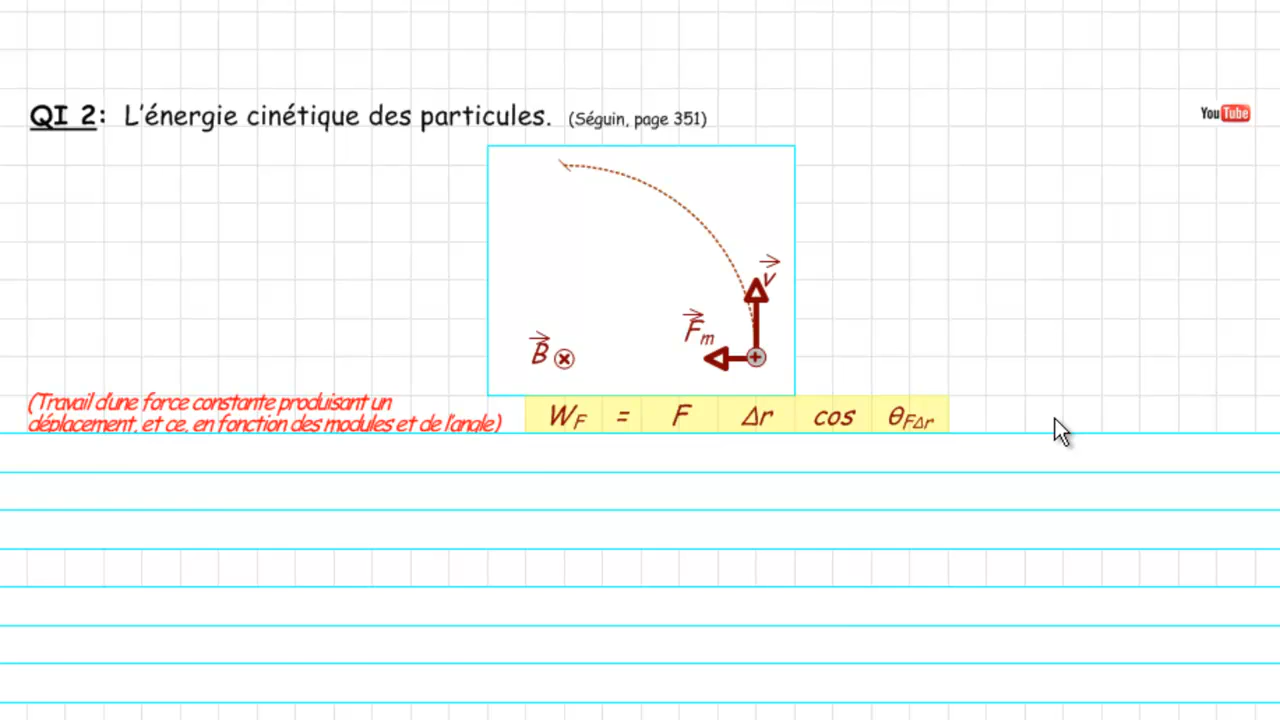 QI 2: L'énergie cinétique des particules. (Séguin, page 351)
YouTube
v
Fm
B
(Travail d'une force constante produisant un
déplacement, et ce, en fonction des modules et de l'angle)
WF = F Δr cos θFΔr